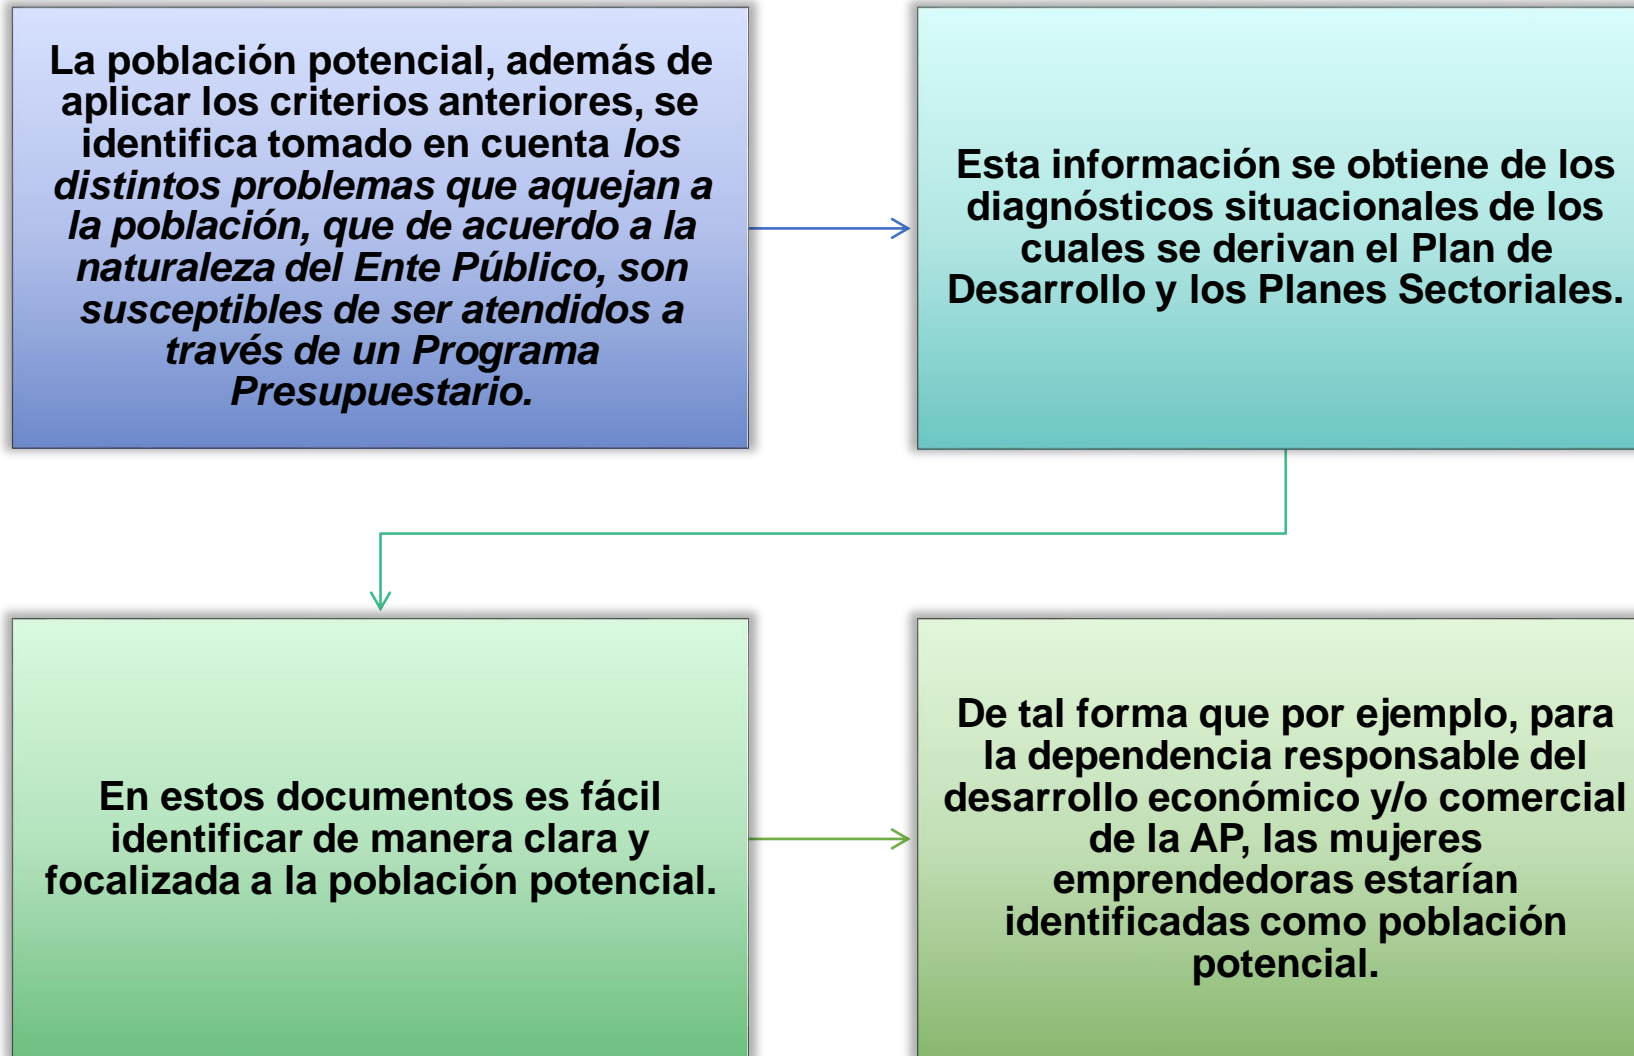 La población potencial, además de
aplicar los criterios anteriores, se
identifica tomado en cuenta los
distintos problemas que aquejan a
la población, que de acuerdo a la
naturaleza del Ente Público, son
susceptibles de ser atendidos a
través de un Programa
Presupuestario.
Esta información se obtiene de los
diagnósticos situacionales de los
cuales se derivan el Plan de
Desarrollo y los Planes Sectoriales.
En estos documentos es fácil
identificar de manera clara y
focalizada a la población potencial.
De tal forma que por ejemplo, para
la dependencia responsable del
desarrollo económico y/o comercial
de la AP, las mujeres
emprendedoras estarían
identificadas como población
potencial.